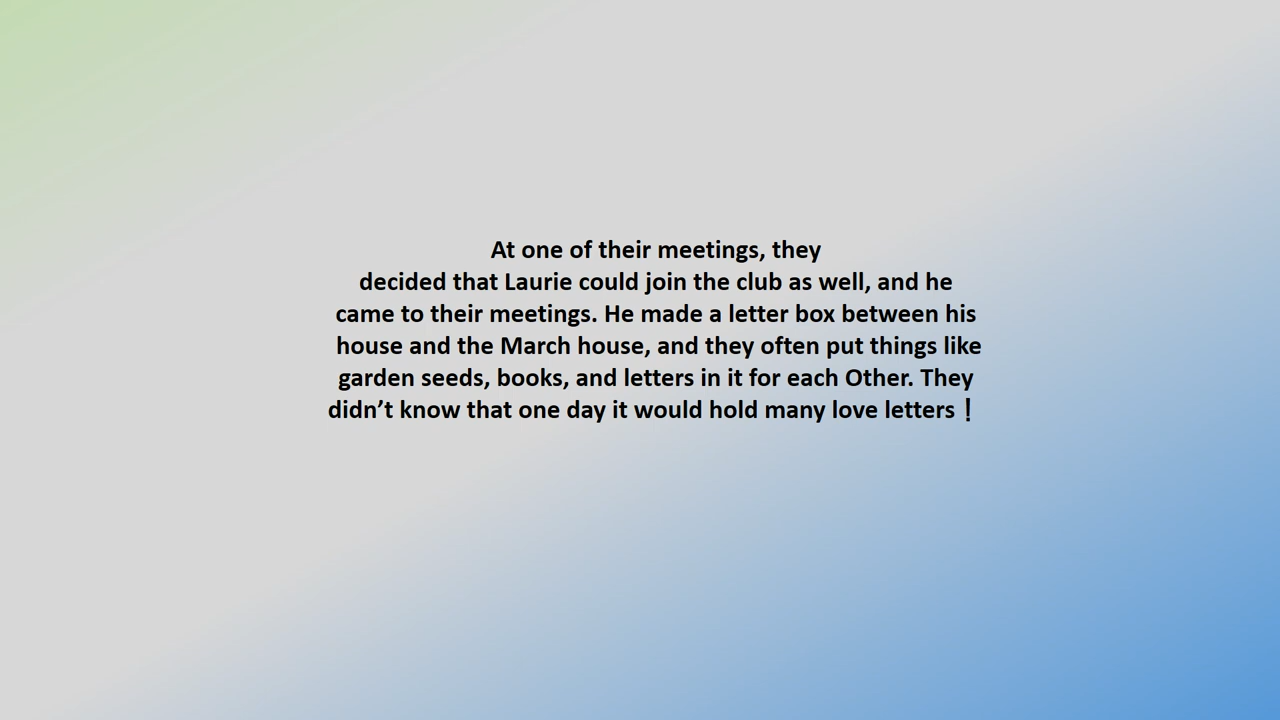 At one of their meetings, they
decided that Laurie could join the club as well, and he
came to their meetings. He made a letter box between his
house and the March house, and they often put things like
garden seeds, books, and letters in it for each Other. They
didn’t know that one day it would hold many love letters！